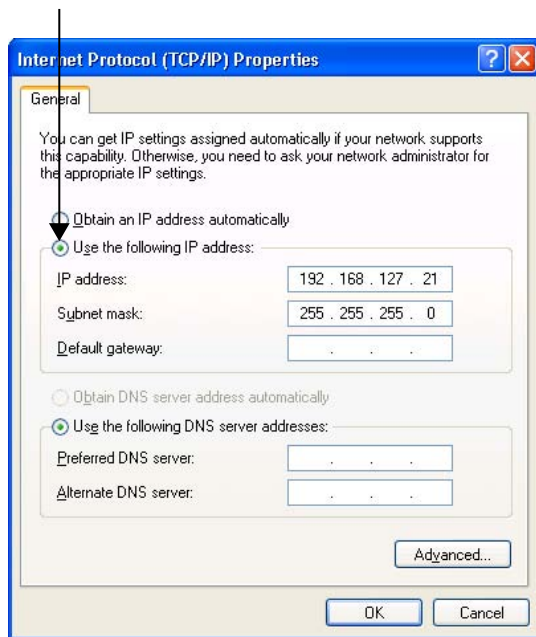 Internet Protocol (TCP/IP) Properties
General
You can get IP settings assigned automatically if your network supports
this capability. Otherwise, you need to ask your network administrator for
the appropriate IP settings.
Obtain an IP address automatically
Use the following IP address:
IP address: 192 . 168 . 127 . 21
Subnet mask: 255 . 255 . 255 . 0
Default gateway: . . .
Obtain DNS server address automatically
Use the following DNS server addresses:
Preferred DNS server: . . .
Alternate DNS server: . . .
Advanced...
OK Cancel